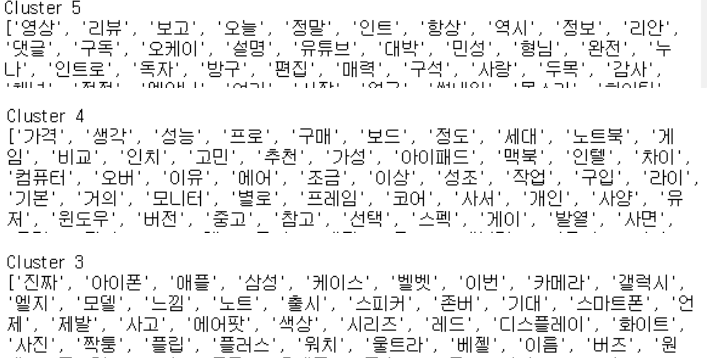 Cluster 5
['영상', '리뷰', '보고', '오늘', '정말', '인트', '항상', '역시', '정보', '리안',
'댓글', '구독', '오케이', '설명', '유튜브', '대박', '민성', '형님', '완전', '누
나', '인트로', '독자', '방구', '편집', '매력', '구석', '사랑', '두목', '감사',
Cluster 4
['가격', '생각', '성능', '프로', '구매', '보드', '정도', '세대', '노트북', '게
임', '비교', '인치', '고민', '추천', '가성', '아이패드', '맥북', '인텔', '차이',
'컴퓨터', '오버', '이유', '에어', '조금', '이상', '성조', '작업', '구입', '라이',
'기본', '거의', '모니터', '별로', '프레임', '코어', '사서', '개인', '사양', '유
저', '윈도우', '버전', '중고', '참고', '선택', '스펙', '게이', '발열', '사면',
Cluster 3
['진짜', '아이폰', '애플', '삼성', '케이스', '벨벳', '이번', '카메라', '갤럭시',
'엘지', '모델', '느낌', '노트', '출시', '스피커', '존버', '기대', '스마트폰', '언
제', '제발', '사고', '에어팟', '색상', '시리즈', '레드', '디스플레이', '화이트',
'사진', '짝퉁', '플립', '플러스', '워치', '울트라', '베젤', '이름', '버즈', '원